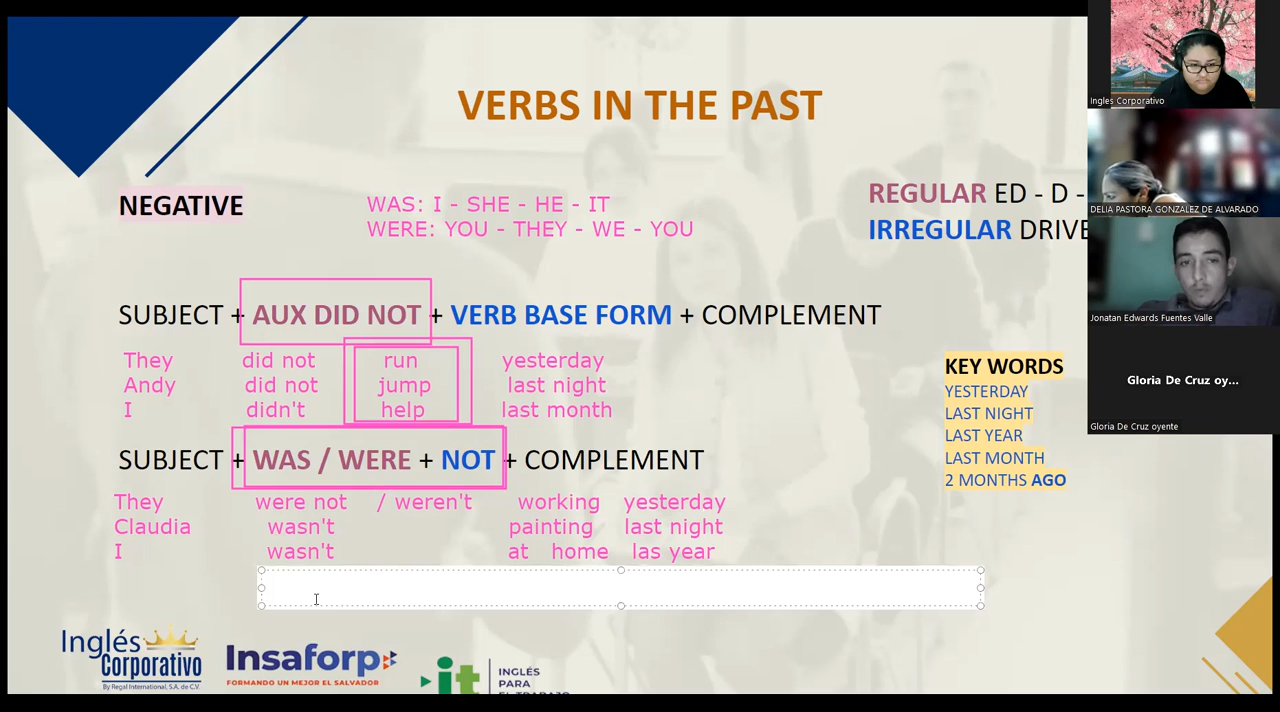 VERBS IN THE PAST
NEGATIVE
WAS: I - SHE - HE - IT
WERE: YOU - THEY - WE - YOU
REGULAR ED - D -
IRREGULAR DRIVE
SUBJECT + AUX DID NOT + VERB BASE FORM + COMPLEMENT
They did not run yesterday
Andy did not jump last night
I didn't help last month
SUBJECT + WAS / WERE + NOT + COMPLEMENT
They were not / weren't working yesterday
Claudia wasn't painting last night
I wasn't at home las year
KEY WORDS
YESTERDAY
LAST NIGHT
LAST YEAR
LAST MONTH
2 MONTHS AGO
Inglés
Corporativo
By Regal International, S.A. de C.V.
Insaforp
FORMANDO UN MEJOR EL SALVADOR
it
INGLÉS
PARA
EL TRABAJO
Ingles Corporativo
DELIA PASTORA GONZALEZ DE ALVARADO
Jonatan Edwards Fuentes Valle
Gloria De Cruz oy...
Gloria De Cruz oyente